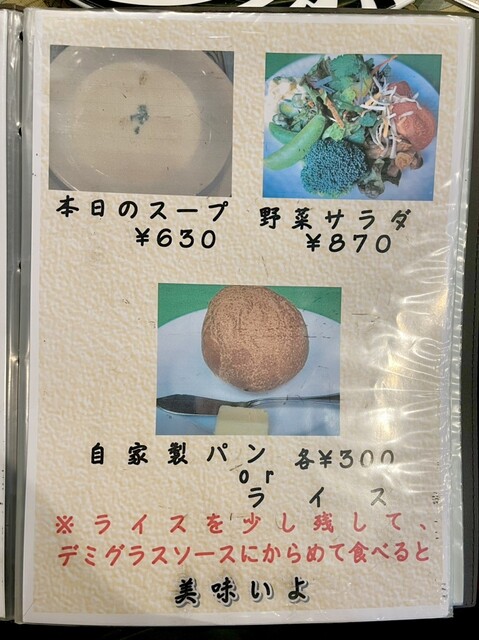 本日のスープ
¥630
野菜サラダ
¥870
自家製パン 各¥300
or
ライス
※ライスを少し残して、
デミグラスソースにからめて食べると
美味いよ